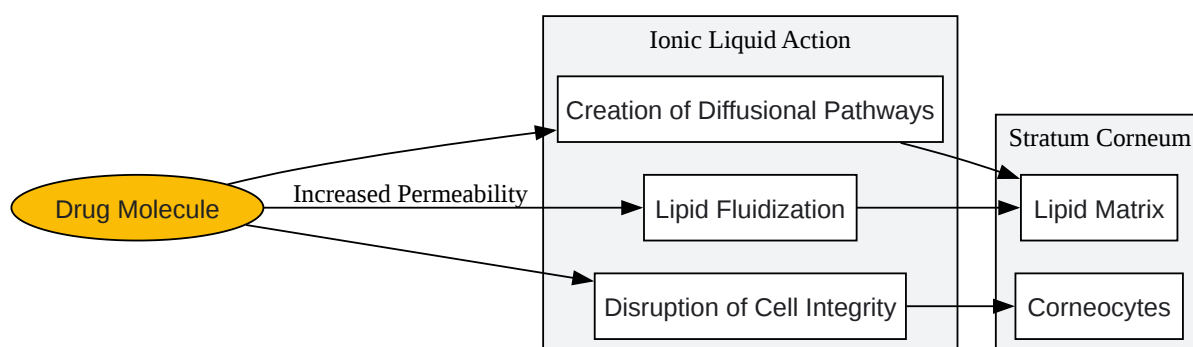 Ionic Liquid Action
Creation of Diffusional Pathways
Stratum Corneum
Drug Molecule
Increased Permeability
Lipid Fluidization
Lipid Matrix
Disruption of Cell Integrity
Corneocytes